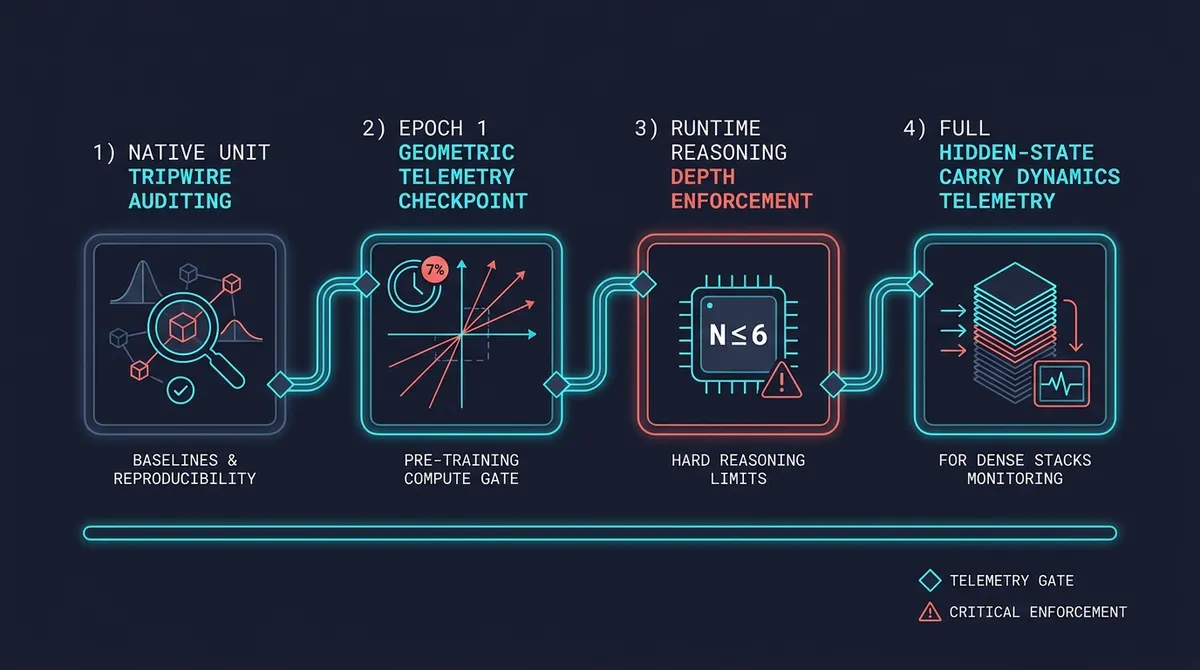 1) NATIVE UNIT
TRIPWIRE
AUDITING
2) EPOCH 1
GEOMETRIC
TELEMETRY
CHECKPOINT
3) RUNTIME
REASONING
DEPTH
ENFORCEMENT
4) FULL
HIDDEN-STATE
CARRY DYNAMICS
TELEMETRY
7%
N≤6
BASELINES &
REPRODUCIBILITY
PRE-TRAINING
COMPUTE GATE
HARD REASONING
LIMITS
FOR DENSE STACKS
MONITORING
TELEMETRY GATE
CRITICAL ENFORCEMENT